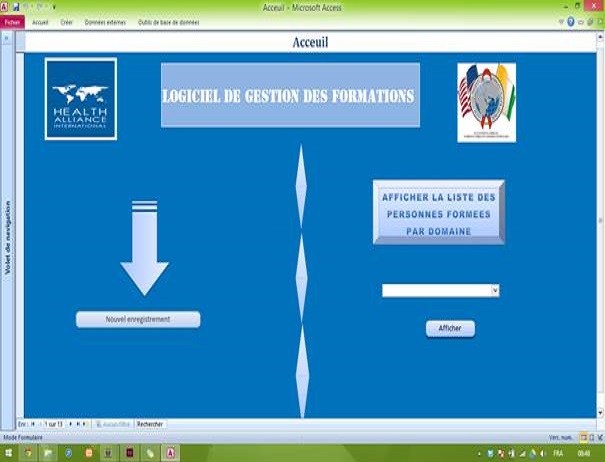 Acceuil - Microsoft Access
Fichier Accueil Créer Données externes Outils de base de données
Acceuil
HEALTH
ALLIANCE
INTERNATIONAL
LOGICIEL DE GESTION DES FORMATIONS
AFFICHER LA LISTE DES
PERSONNES FORMEES
PAR DOMAINE
Volet de navigation
Nouvel enregistrement
Afficher
Enr : 1 sur 13 Aucun filtre Rechercher
Mode Formulaire Verr. num.
FRA 08:48